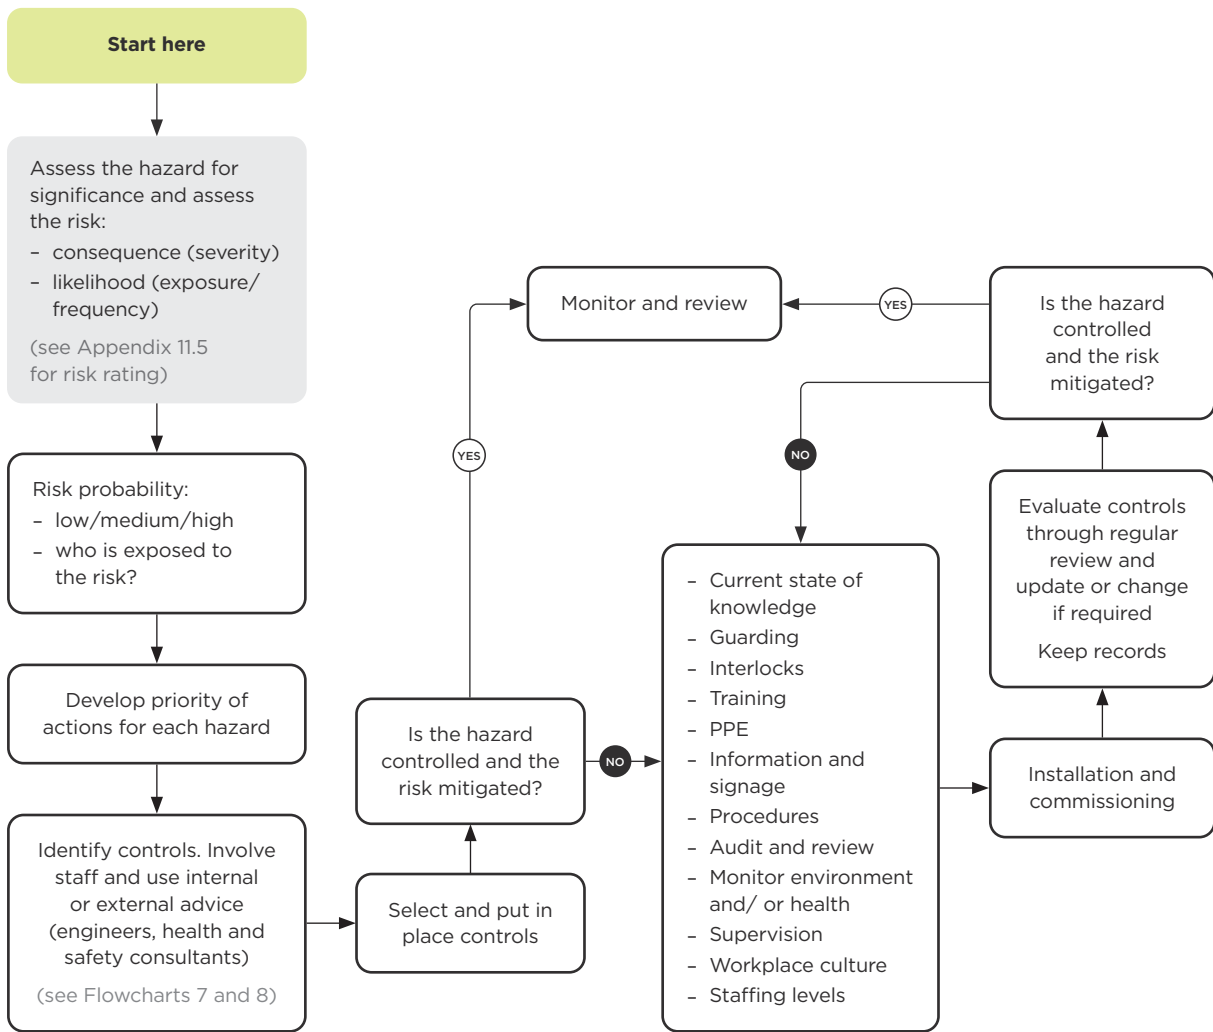 Start here
Assess the hazard for
significance and assess
the risk:
– consequence (severity)
– likelihood (exposure/
frequency)
(see Appendix 11.5
for risk rating)
Risk probability:
– low/medium/high
– who is exposed to
the risk?
Develop priority of
actions for each hazard
Identify controls. Involve
staff and use internal
or external advice
(engineers, health and
safety consultants)
(see Flowcharts 7 and 8)
Select and put in
place controls
Is the hazard
controlled and the
risk mitigated?
YES
NO
Monitor and review
– Current state of
knowledge
– Guarding
– Interlocks
– Training
– PPE
– Information and
signage
– Procedures
– Audit and review
– Monitor environment
and/ or health
– Supervision
– Workplace culture
– Staffing levels
Installation and
commissioning
Evaluate controls
through regular
review and
update or change
if required
Keep records
Is the hazard
controlled
and the risk
mitigated?
YES
NO